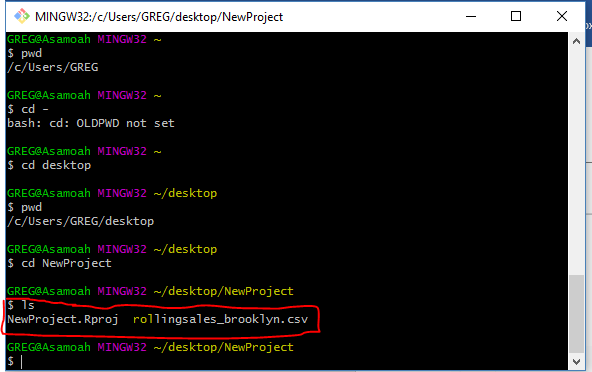 MINGW32:/c/Users/GREG/desktop/NewProject
GREG@Asamoah MINGW32 ~
$ pwd
/c/Users/GREG
GREG@Asamoah MINGW32 ~
$ cd -
bash: cd: OLDPWD not set
GREG@Asamoah MINGW32 ~
$ cd desktop
GREG@Asamoah MINGW32 ~/desktop
$ pwd
/c/Users/GREG/desktop
GREG@Asamoah MINGW32 ~/desktop
$ cd NewProject
GREG@Asamoah MINGW32 ~/desktop/NewProject
$ ls
NewProject.Rproj  rollingsales_brooklyn.csv
GREG@Asamoah MINGW32 ~/desktop/NewProject
$